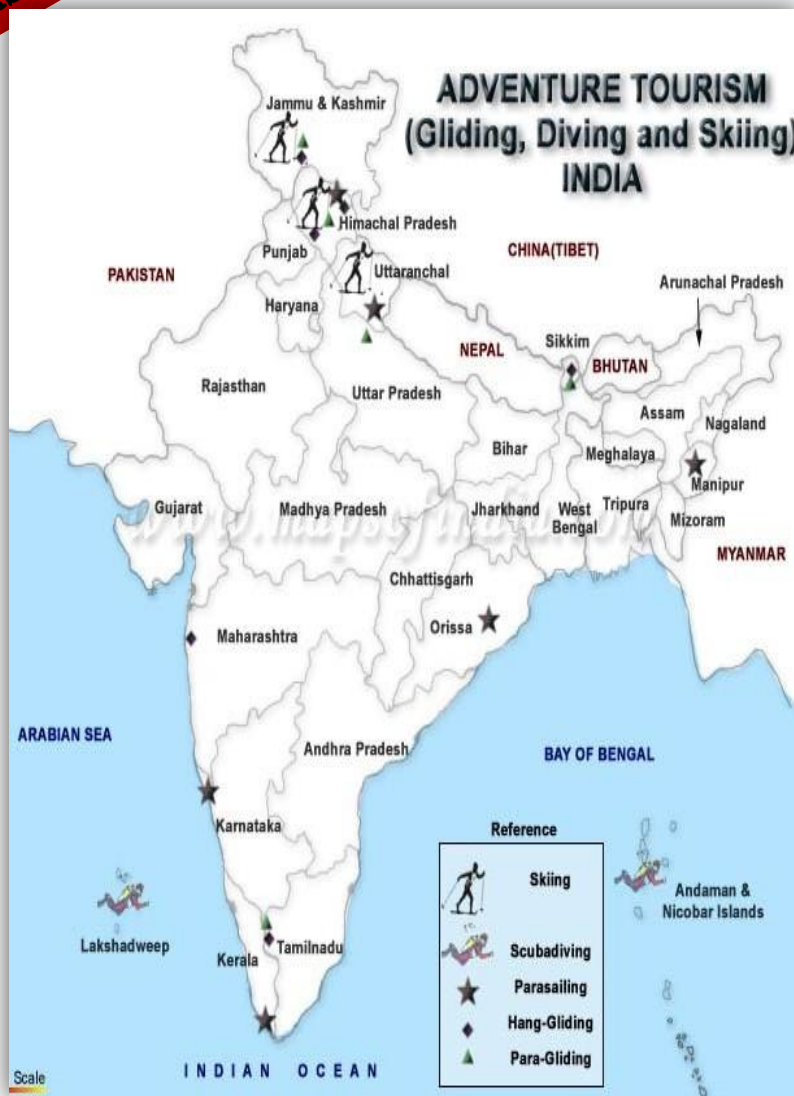 ADVENTURE TOURISM
(Gliding, Diving and Skiing)
INDIA
Jammu & Kashmir
Himachal Pradesh
Punjab
CHINA(TIBET)
PAKISTAN
Uttaranchal
Arunachal Pradesh
Haryana
Sikkim
NEPAL
BHUTAN
Rajasthan
Uttar Pradesh
Assam
Nagaland
Bihar
Meghalaya
Manipur
Gujarat
Madhya Pradesh
Jharkhand
West
Bengal
Tripura
Mizoram
www.mapsofindia.com
MYANMAR
Chhattisgarh
Orissa
Maharashtra
ARABIAN SEA
Andhra Pradesh
BAY OF BENGAL
Karnataka
Reference
Skiing
Scubadiving
Parasailing
Hang-Gliding
Para-Gliding
Andaman &
Nicobar Islands
Lakshadweep
Kerala
Tamilnadu
INDIAN OCEAN
Scale